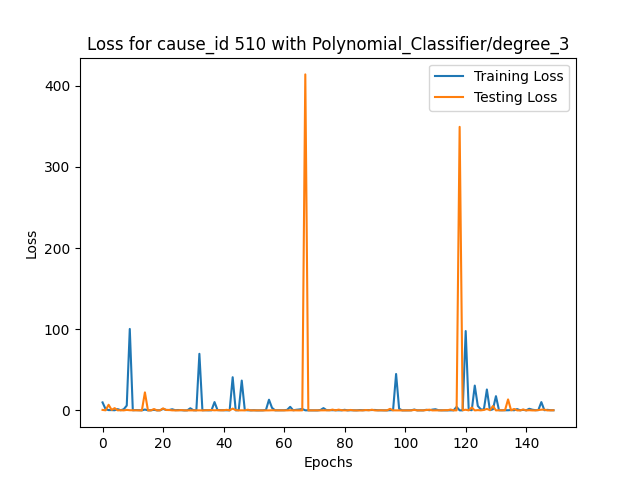 Loss for cause_id 510 with Polynomial_Classifier/degree_3
Training Loss
Testing Loss
400
300
200
100
0
Loss
0 20 40 60 80 100 120 140
Epochs